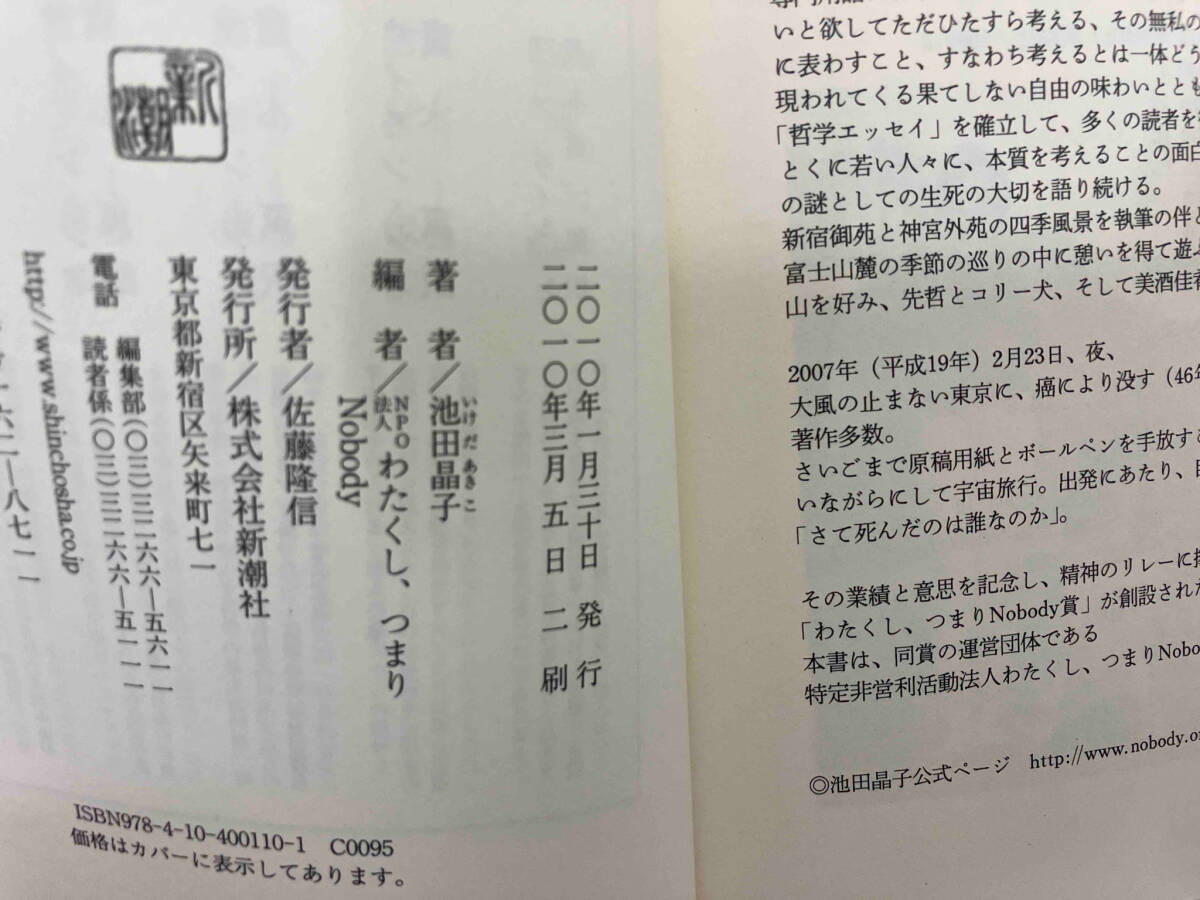 いと欲してただひたすら考える、その無私の
に表わすこと、すなわち考えるとは一体どう
現われてくる果てしない自由の味わいととも
「哲学エッセイ」を確立して、多くの読者を
とくに若い人々に、本質を考えることの面白
の謎としての生死の大切を語り続ける。
新宿御苑と神宮外苑の四季風景を執筆の伴と
富士山麓の季節の巡りの中に憩いを得て遊ぶ
山を好み、先哲とコリー犬、そして美酒佳肴
2007年（平成19年）2月23日、夜、
大風の止まない東京に、癌により没す（46年
著作多数。
さいごまで原稿用紙とボールペンを手放すこ
いながらにして宇宙旅行。出発にあたり、自
「さて死んだのは誰なのか」。
その業績と意思を記念し、精神のリレーに捧
「わたくし、つまりNobody賞」が創設された
本書は、同賞の運営団体である
特定非営利活動法人わたくし、つまりNobo
◎池田晶子公式ページ http://www.nobody.or
新潮
二〇一〇年一月三十日 発行
二〇一〇年三月 五日 二刷
著者／池田晶子
いけだ あきこ
編者／NPO法人わたくし、つまり
Nobody
発行者／佐藤隆信
発行所／株式会社新潮社
東京都新宿区矢来町七一
電話 編集部（〇三）三二六六―五六一一
読者係（〇三）三二六六―五一一一
http://www.shinchosha.co.jp
一六二―八七一一
ISBN978-4-10-400110-1 C0095
価格はカバーに表示してあります。